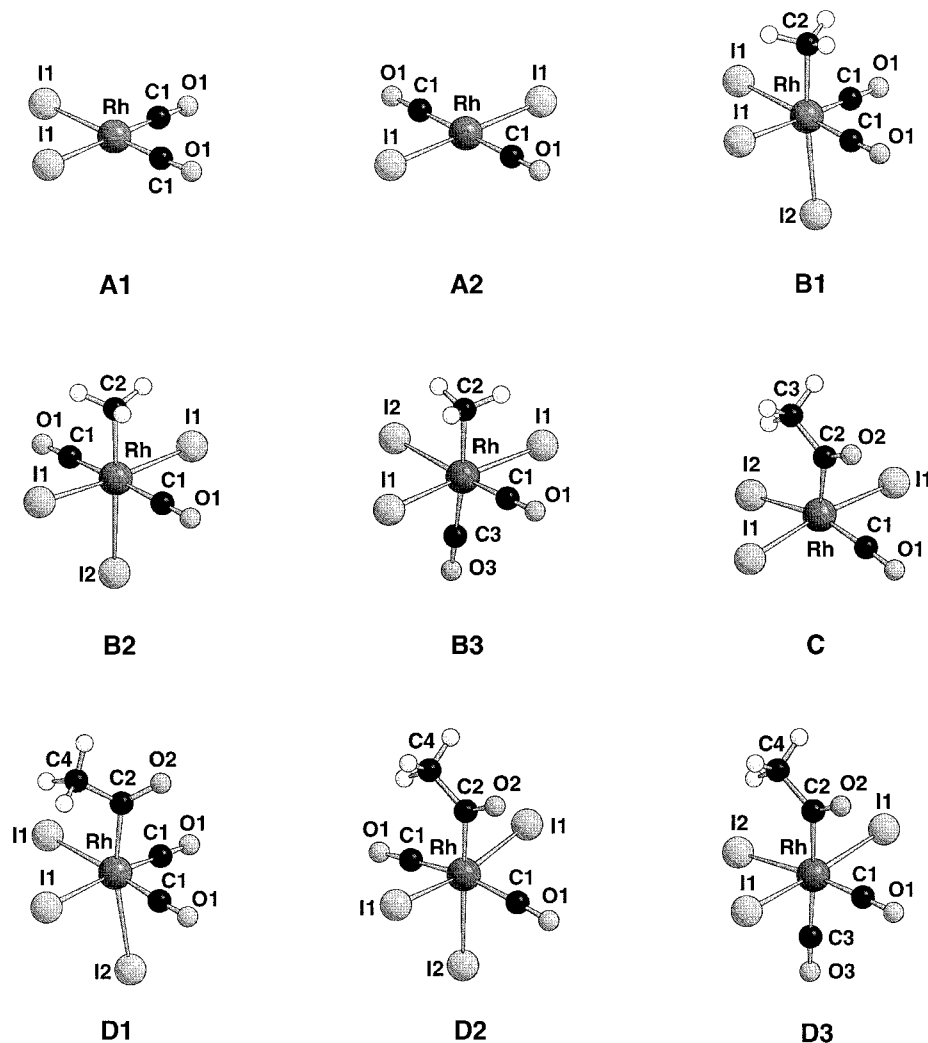 I1 Rh C1 O1
I1 O1
C1
A1
O1 C1 Rh I1
I1 C1 O1
A2
C2
I1 Rh C1 O1
I1 C1 O1
I2
B1
C2
O1 C1 Rh I1
I1 C1 O1
I2
B2
C2
I2 Rh I1
I1 C1 O1
C3
O3
B3
C3
C2 O2
I2 I1
I1 Rh C1 O1
C
C4 C2 O2
I1 Rh C1 O1
I1 C1 O1
I2
D1
C4
C2 O2
O1 C1 Rh I1
I1 C1 O1
I2
D2
C4
C2 O2 I1
I2 Rh
I1 C1 O1
C3
O3
D3